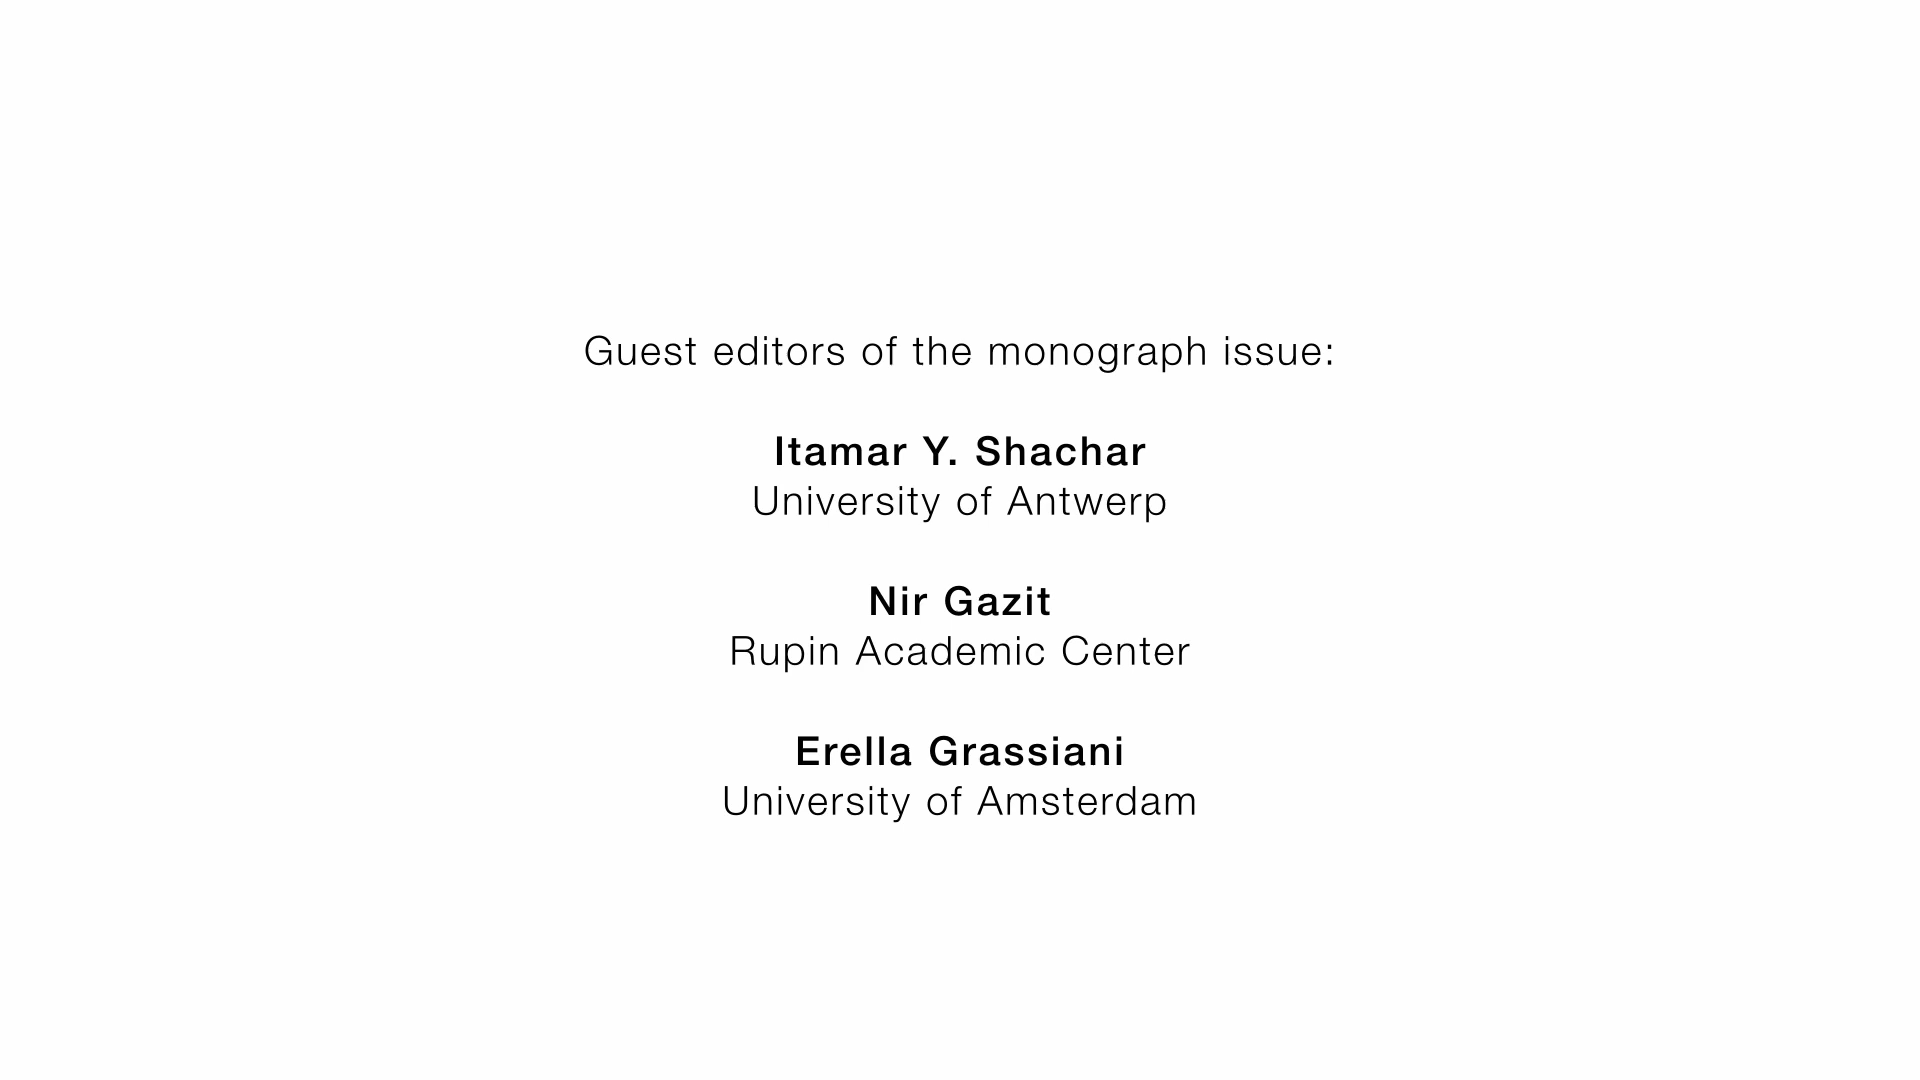 Guest editors of the monograph issue:
Itamar Y. Shachar
University of Antwerp
Nir Gazit
Rupin Academic Center
Erella Grassiani
University of Amsterdam